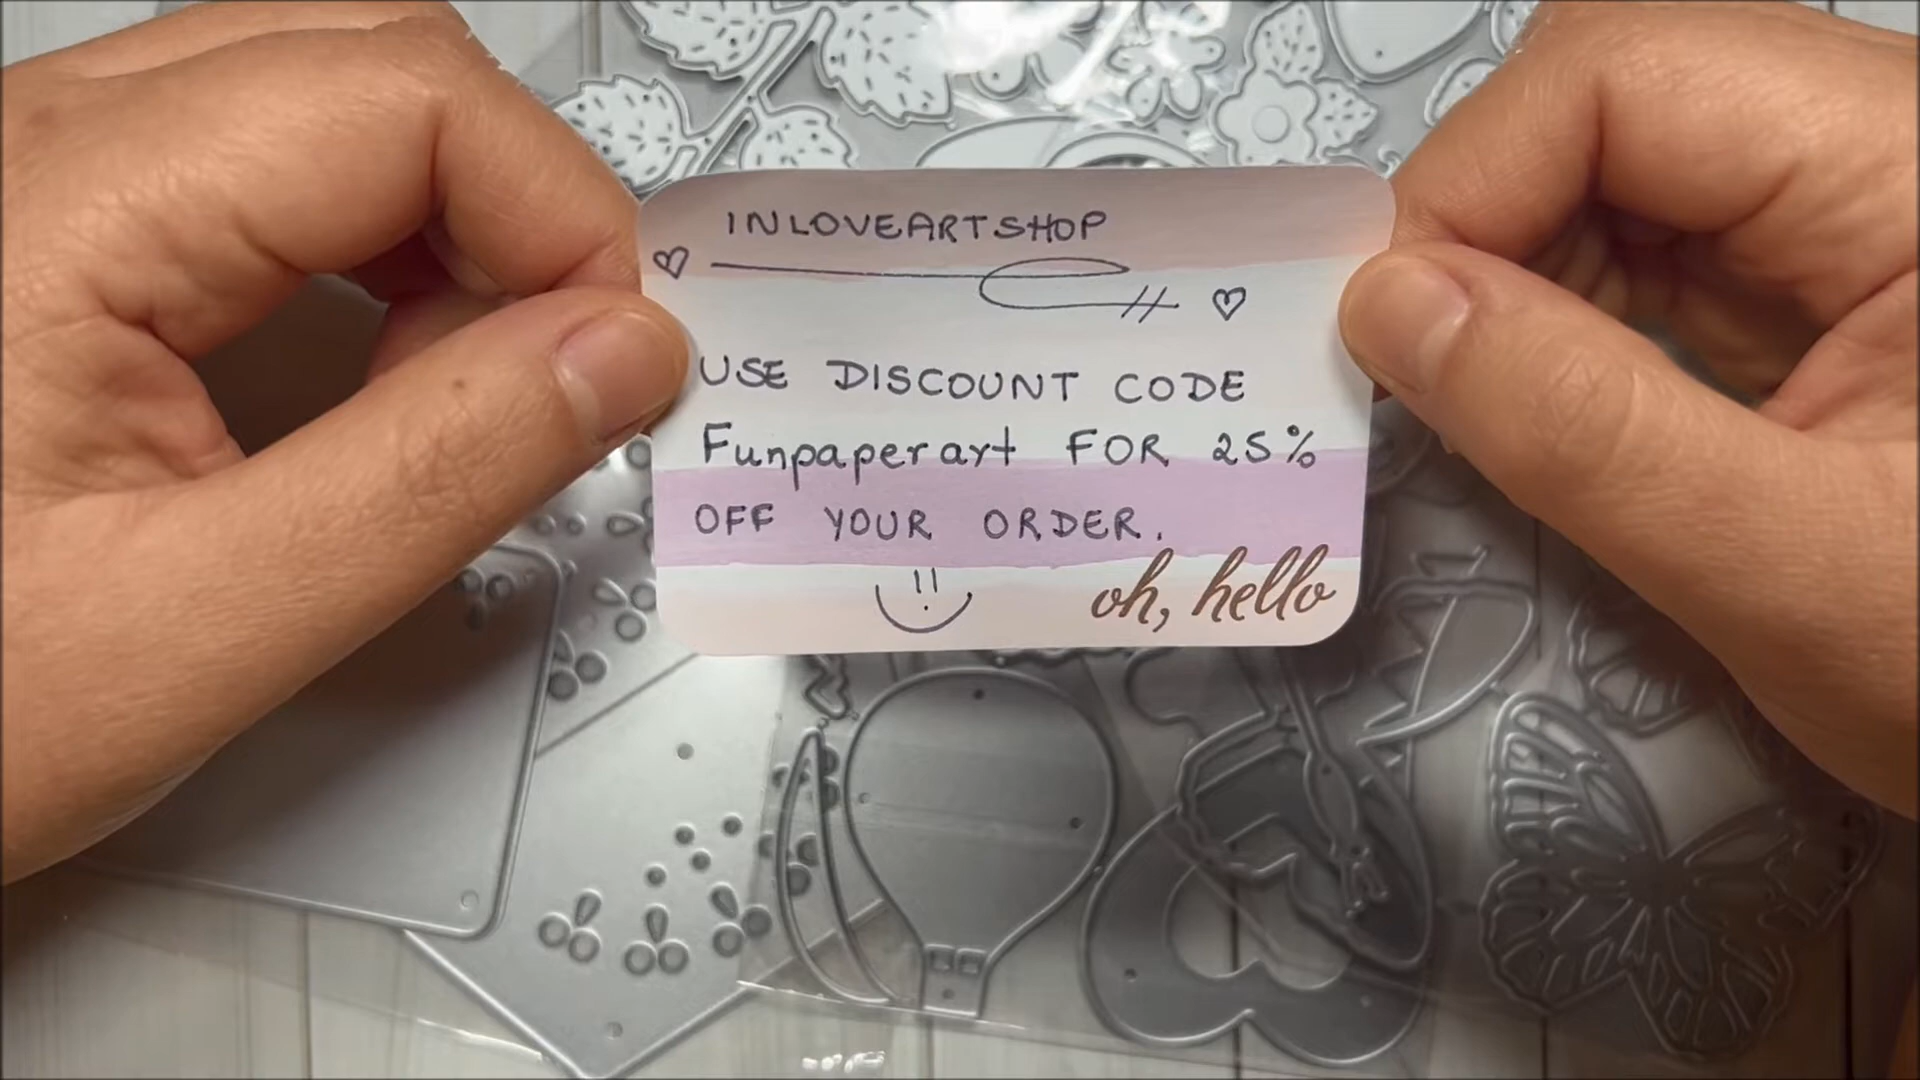 INLOVEARTSHOP
USE DISCOUNT CODE
Funpaperart FOR 25%
OFF YOUR ORDER.
oh, hello